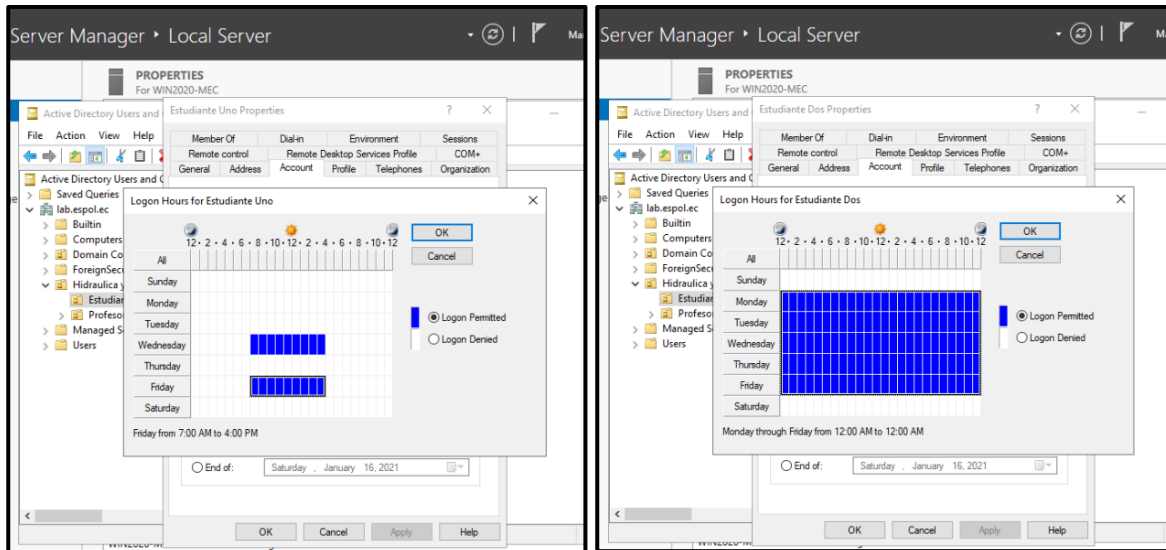 Server Manager ‣ Local Server
PROPERTIES
For WIN2020-MEC
Active Directory Users and
Estudiante Uno Properties
? ×
File Action View Help
Member Of Dial-in Environment Sessions
Remote control Remote Desktop Services Profile COM+
General Address Account Profile Telephones Organization
Active Directory Users and C
Saved Queries
lab.espol.ec
Builtin
Computers
Domain Co
ForeignSec
Hidraulica y
Estudian
Profeso
Managed S
Users
Logon Hours for Estudiante Uno
12 • 2 • 4 • 6 • 8 • 10 • 12 • 2 • 4 • 6 • 8 • 10 • 12
All
Sunday
Monday
Tuesday
Wednesday
Thursday
Friday
Saturday
OK
Cancel
Logon Permitted
Logon Denied
Friday from 7:00 AM to 4:00 PM
End of: Saturday , January 16, 2021
OK Cancel Apply Help
Server Manager ‣ Local Server
PROPERTIES
For WIN2020-MEC
Active Directory Users and
Estudiante Dos Properties
? ×
File Action View Help
Member Of Dial-in Environment Sessions
Remote control Remote Desktop Services Profile COM+
General Address Account Profile Telephones Organization
Active Directory Users and C
Saved Queries
lab.espol.ec
Builtin
Computers
Domain Co
ForeignSec
Hidraulica y
Estudian
Profeso
Managed S
Users
Logon Hours for Estudiante Dos
12 • 2 • 4 • 6 • 8 • 10 • 12 • 2 • 4 • 6 • 8 • 10 • 12
All
Sunday
Monday
Tuesday
Wednesday
Thursday
Friday
Saturday
OK
Cancel
Logon Permitted
Logon Denied
Monday through Friday from 12:00 AM to 12:00 AM
End of: Saturday , January 16, 2021
OK Cancel Apply Help